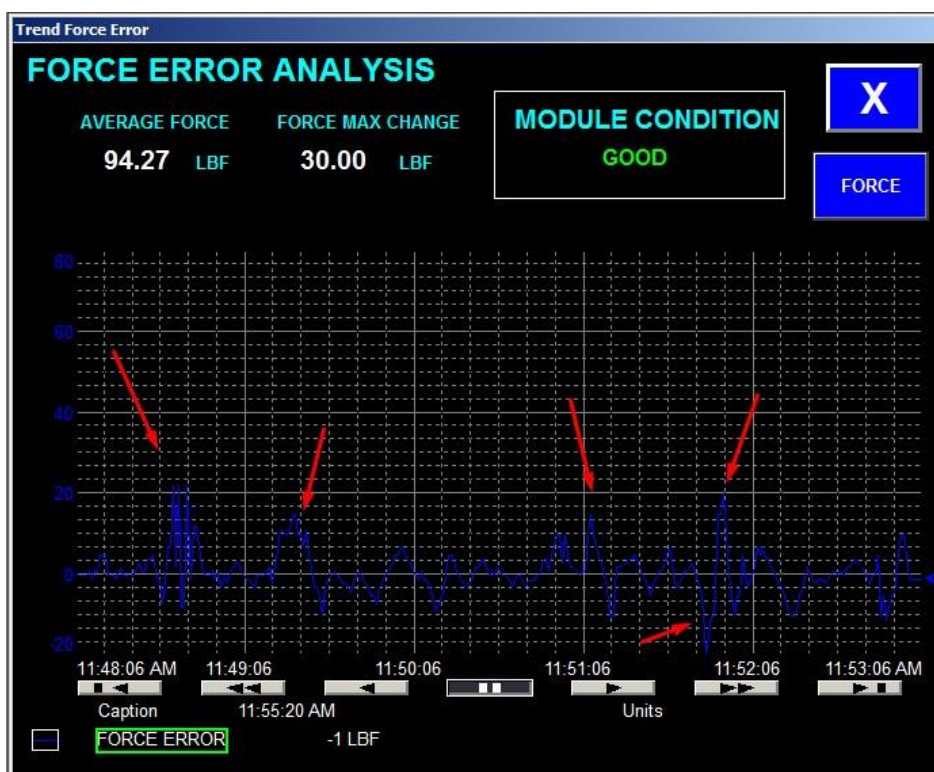 Trend Force Error
FORCE ERROR ANALYSIS
X
AVERAGE FORCE FORCE MAX CHANGE
94.27 LBF 30.00 LBF
MODULE CONDITION
GOOD
FORCE
80
60
40
20
0
-20
11:48:06 AM 11:49:06 11:50:06 11:51:06 11:52:06 11:53:06 AM
Caption 11:55:20 AM Units
FORCE ERROR -1 LBF